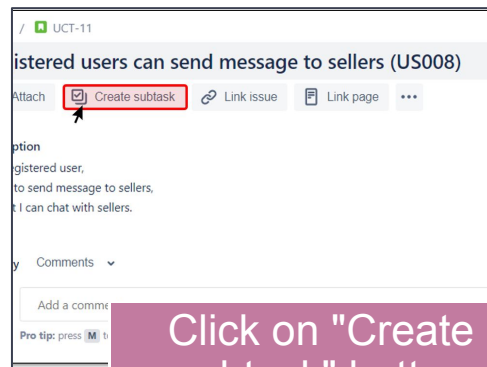 / UCT-11
istered users can send message to sellers (US008)
Attach Create subtask Link issue Link page •••
ption
egistered user,
to send message to sellers,
t I can chat with sellers.
y Comments
Add a comme
Pro tip: press M t
Click on "Create